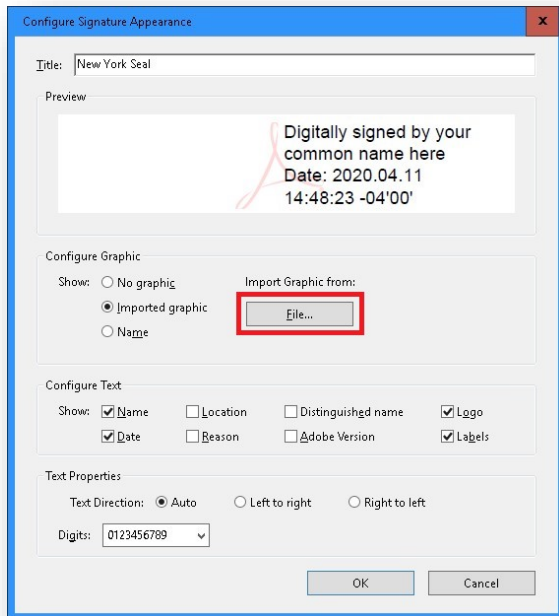 Configure Signature Appearance
x
Title: New York Seal
Preview
Digitally signed by your
common name here
Date: 2020.04.11
14:48:23 -04'00'
Configure Graphic
Show: No graphic Import Graphic from:
Imported graphic File...
Name
Configure Text
Show: Name Location Distinguished name Logo
Date Reason Adobe Version Labels
Text Properties
Text Direction: Auto Left to right Right to left
Digits: 0123456789
OK Cancel